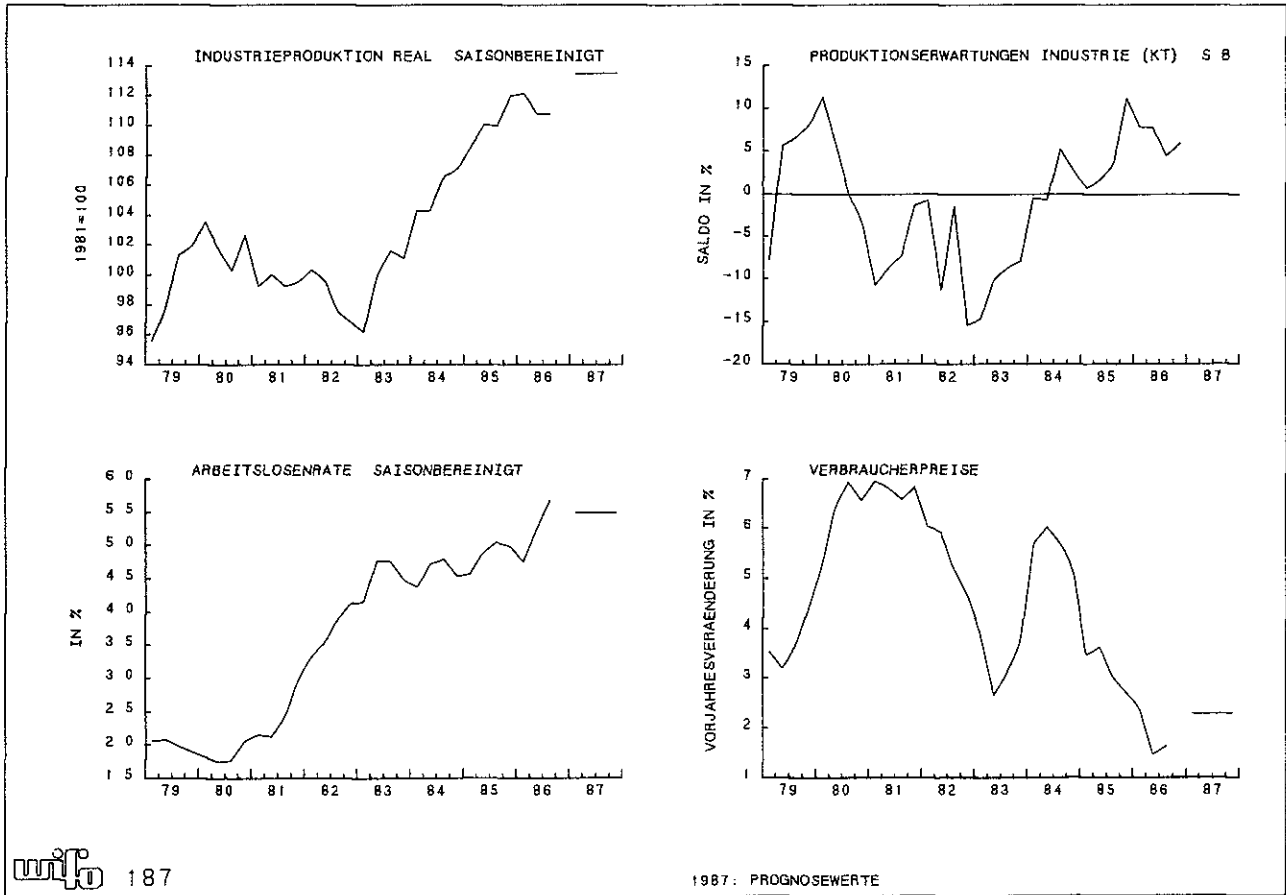 INDUSTRIEPRODUKTION REAL SAISONBEREINIGT
1981=100
114
112
110
108
106
104
102
100
98
96
94
79 80 81 82 83 84 85 86 87
PRODUKTIONSERWARTUNGEN INDUSTRIE (KT) S B
SALDO IN %
15
10
5
0
-5
-10
-15
-20
79 80 81 82 83 84 85 86 87
ARBEITSLOSENRATE SAISONBEREINIGT
IN %
6 0
5 5
5 0
4 5
4 0
3 5
3 0
2 5
2 0
1 5
79 80 81 82 83 84 85 86 87
VERBRAUCHERPREISE
VORJAHRESVERAENDERUNG IN %
7
6
5
4
3
2
1
79 80 81 82 83 84 85 86 87
wifo 187
1987: PROGNOSEWERTE